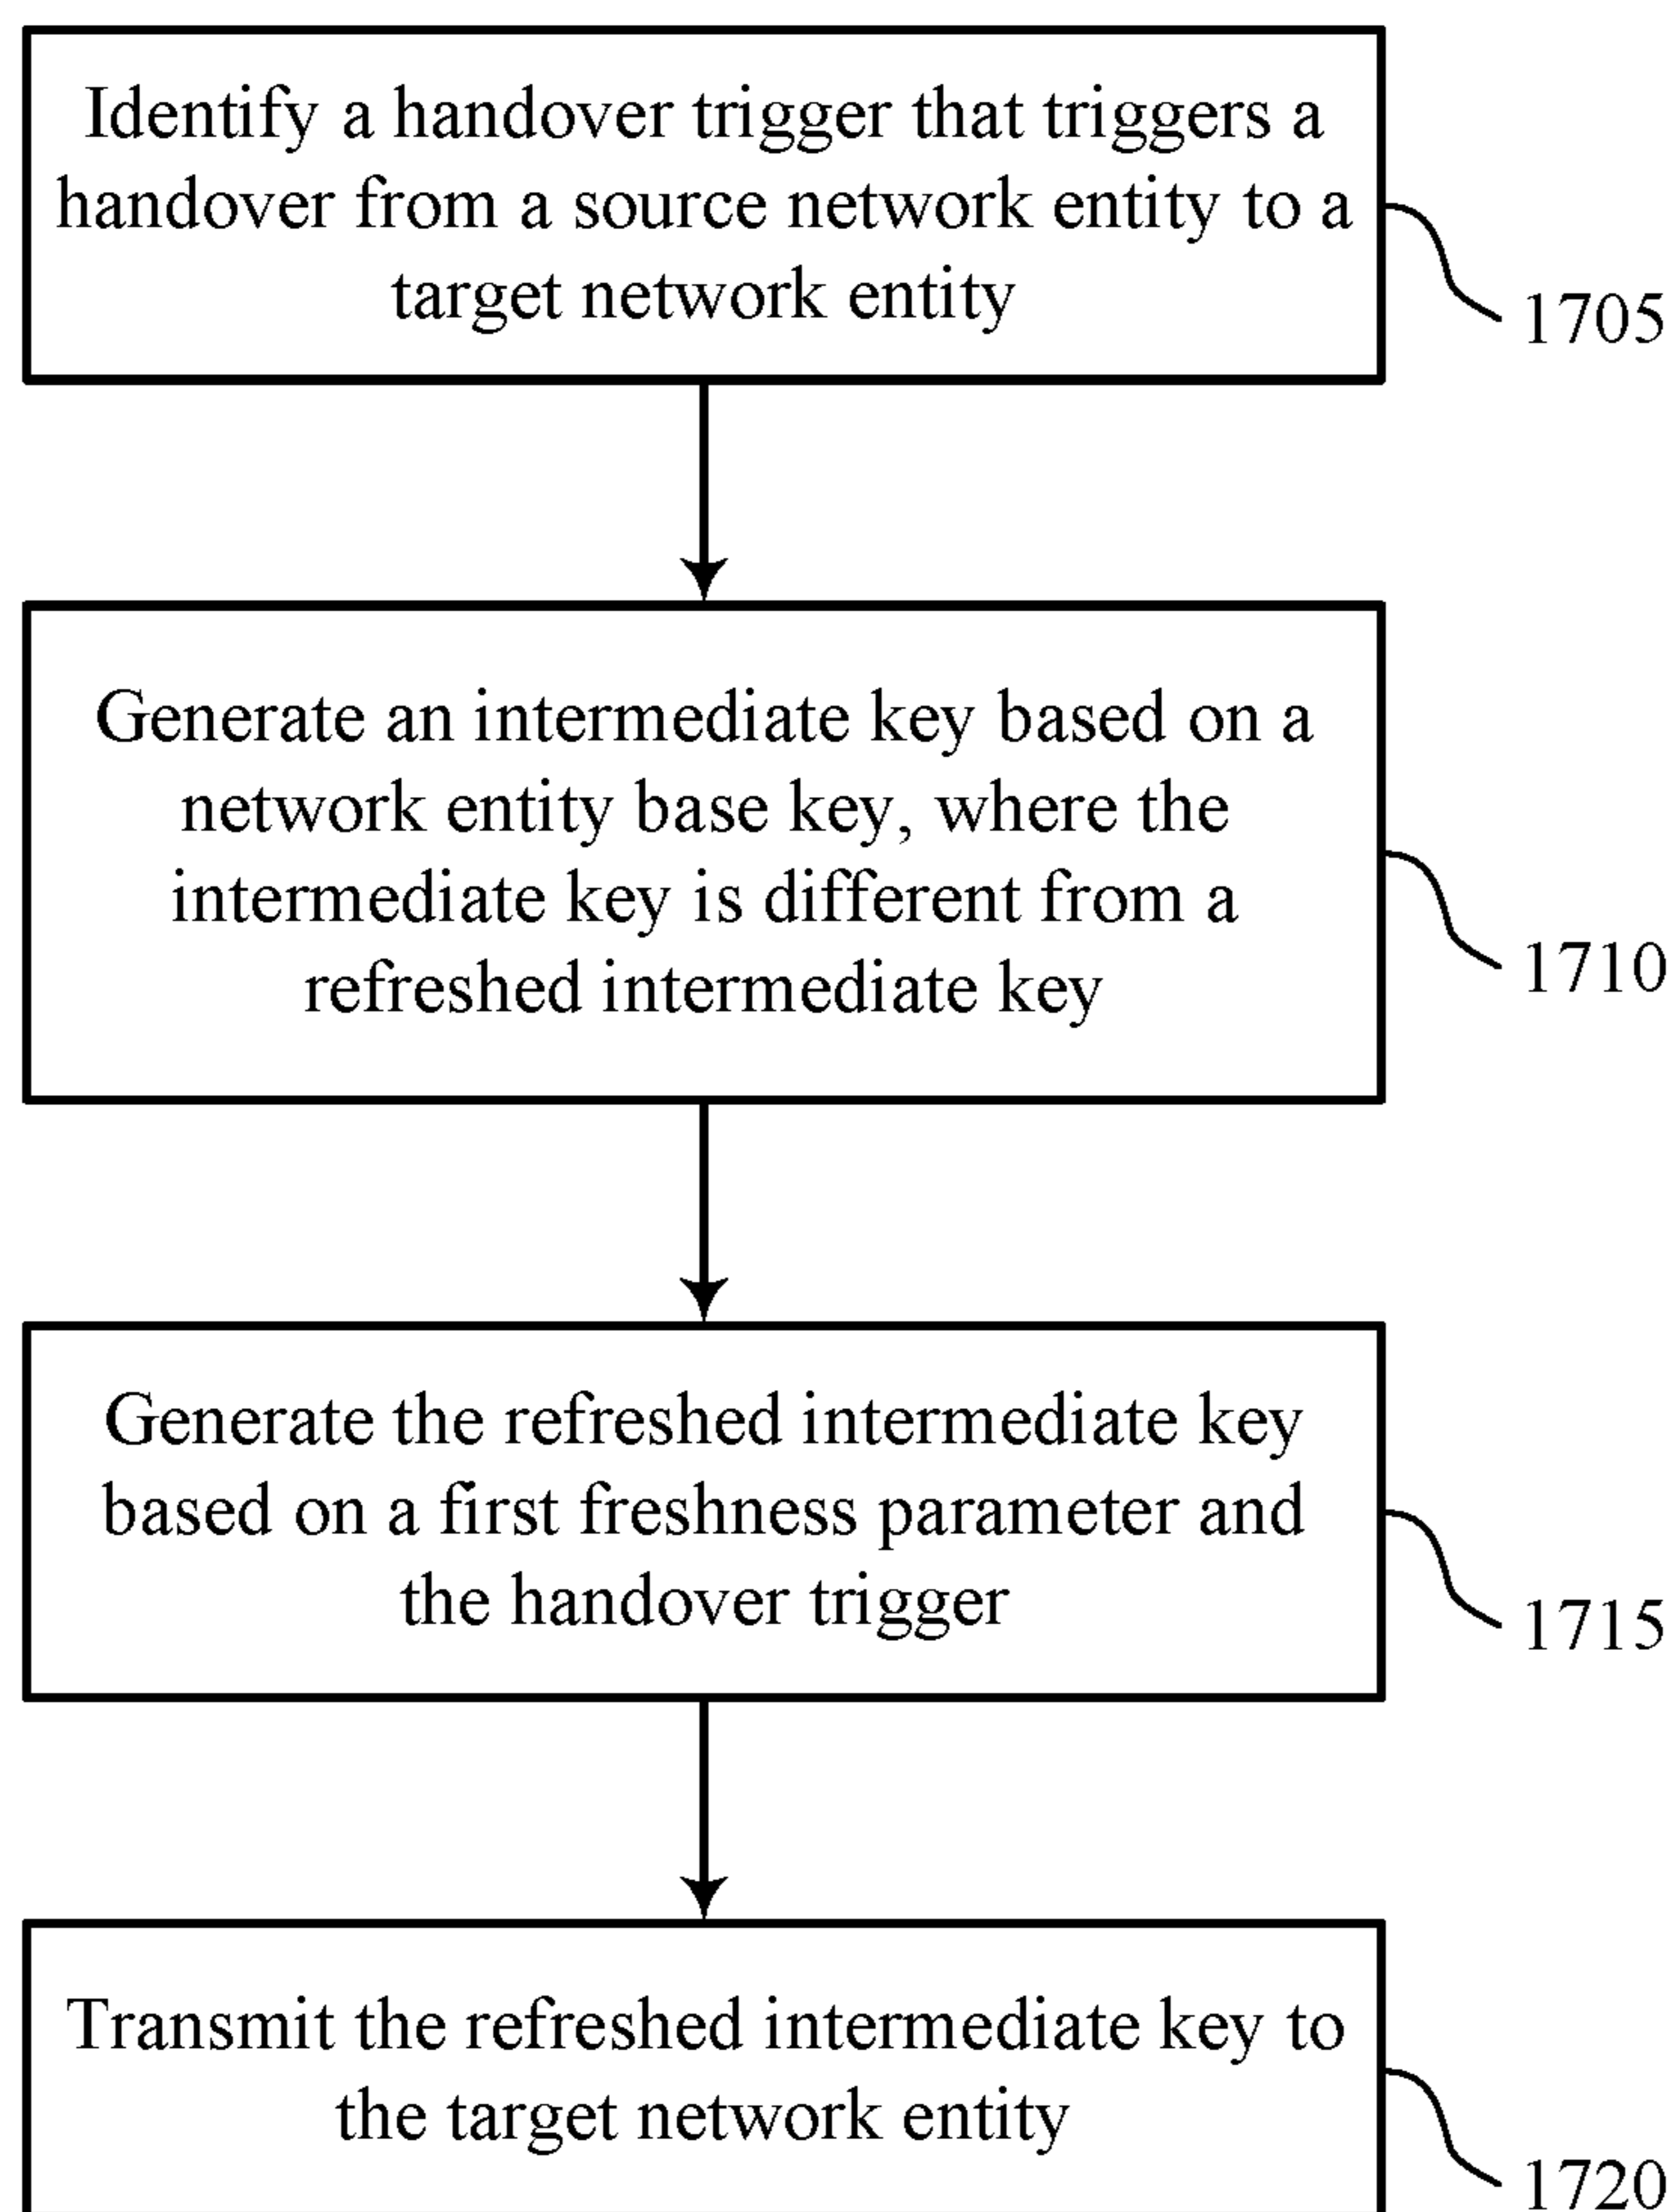 Identify a handover trigger that triggers a
handover from a source network entity to a
target network entity
1705
Generate an intermediate key based on a
network entity base key, where the
intermediate key is different from a
refreshed intermediate key
1710
Generate the refreshed intermediate key
based on a first freshness parameter and
the handover trigger
1715
Transmit the refreshed intermediate key to
the target network entity
1720